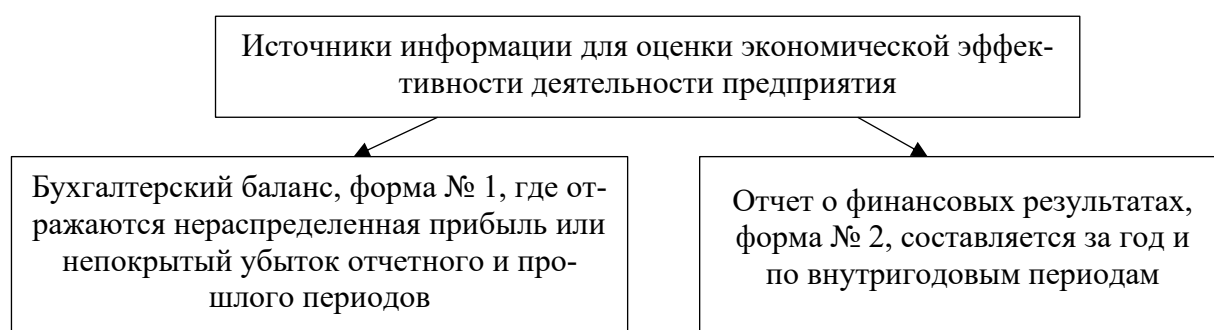 Источники информации для оценки экономической эффек-
тивности деятельности предприятия
Бухгалтерский баланс, форма № 1, где от-
ражаются нераспределенная прибыль или
непокрытый убыток отчетного и про-
шлого периодов
Отчет о финансовых результатах,
форма № 2, составляется за год и
по внутригодовым периодам